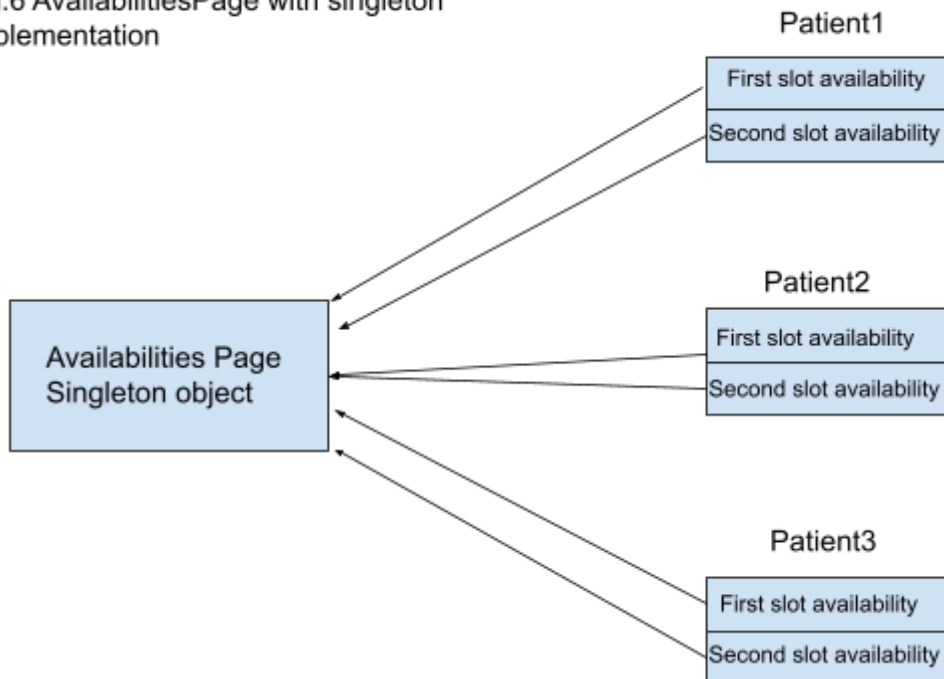 .6 AvailabilitiesPage with singleton
plementation
Patient1
First slot availability
Second slot availability
Patient2
First slot availability
Second slot availability
Availabilities Page
Singleton object
Patient3
First slot availability
Second slot availability